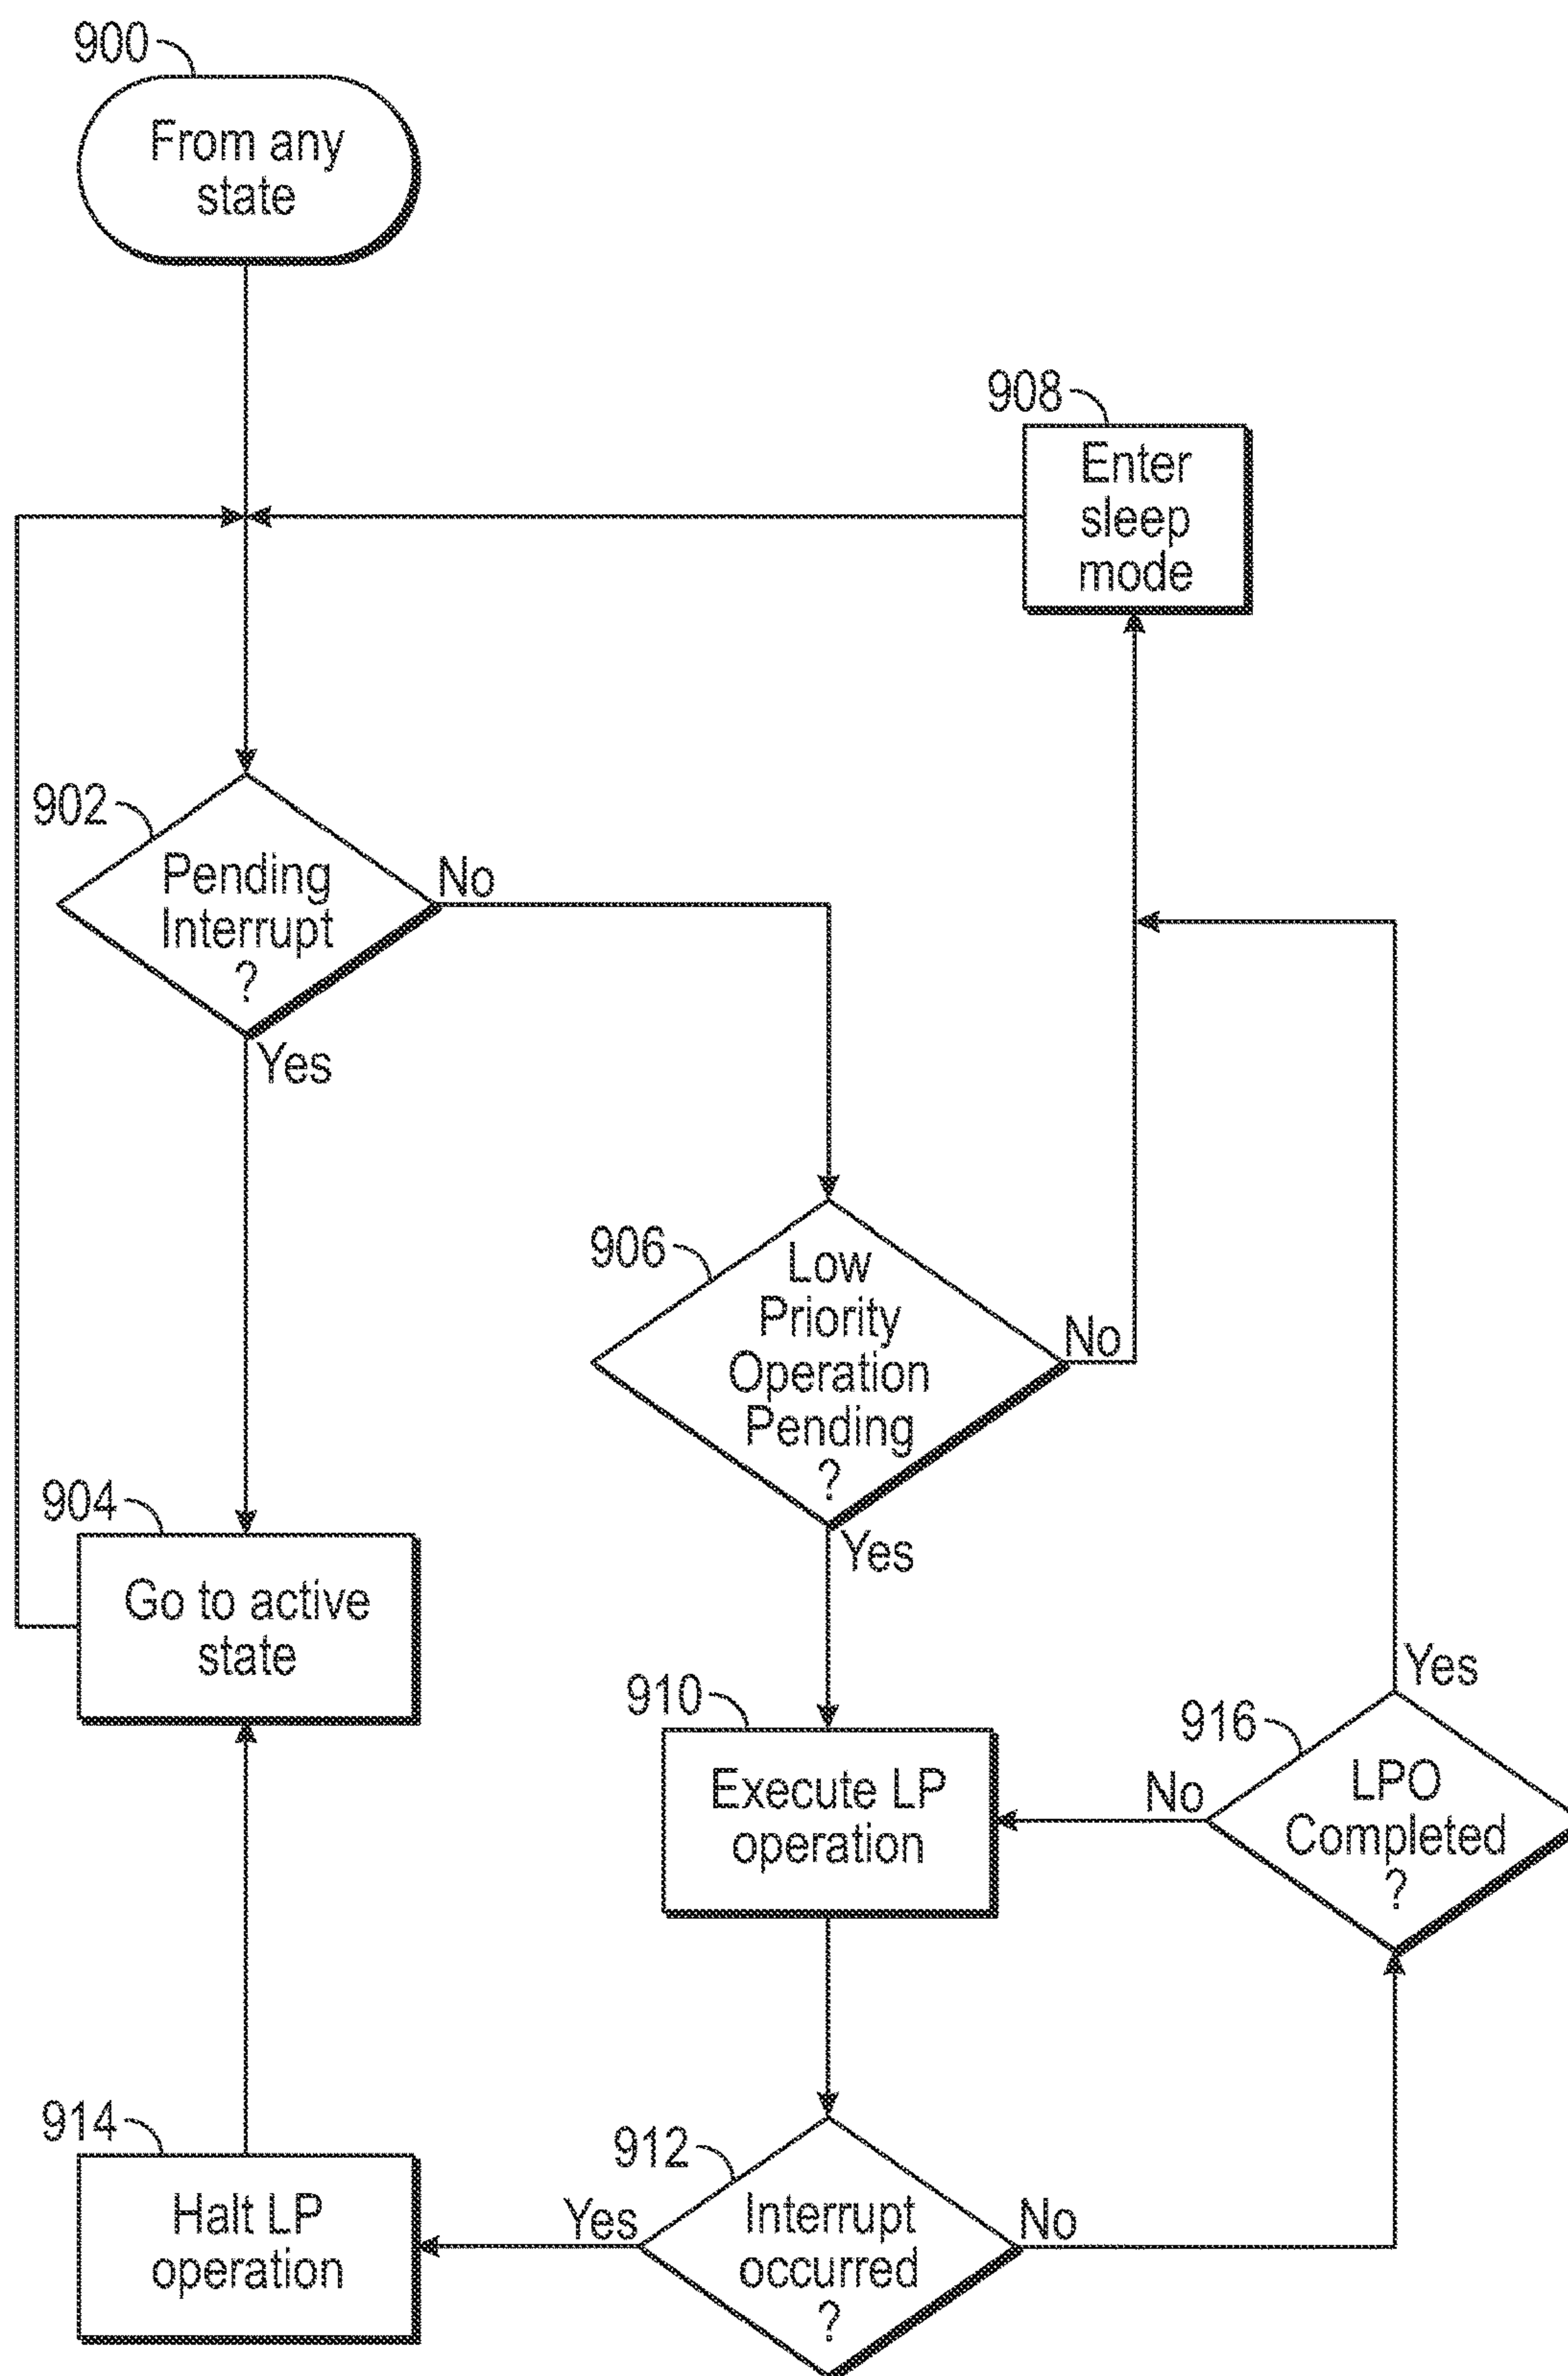 900
From any
state
908
Enter
sleep
mode
902
Pending
Interrupt
?
No
Yes
906
Low
Priority
Operation
Pending
?
No
Yes
904
Go to active
state
910
Execute LP
operation
916
LPO
Completed
?
Yes
No
914
Halt LP
operation
912
Interrupt
occurred
?
Yes
No